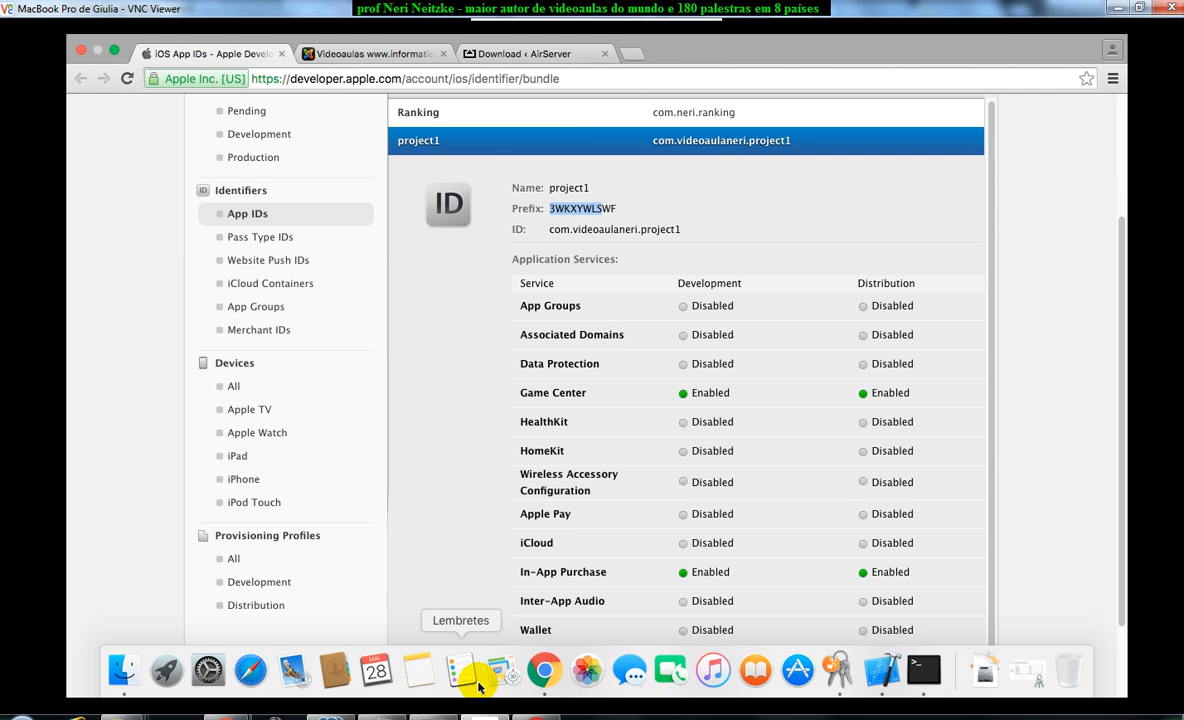 MacBook Pro de Giulia - VNC Viewer
prof Neri Neitzke - maior autor de videoaulas do mundo e 180 palestras em 8 países
iOS App IDs - Apple Develo
Videoaulas www.informatic
Download ‹ AirServer
Apple Inc. [US]
https://developer.apple.com/account/ios/identifier/bundle
Pending
Development
Production
Identifiers
App IDs
Pass Type IDs
Website Push IDs
iCloud Containers
App Groups
Merchant IDs
Devices
All
Apple TV
Apple Watch
iPad
iPhone
iPod Touch
Provisioning Profiles
All
Development
Distribution
Ranking com.neri.ranking
project1 com.videoaulaneri.project1
ID
Name: project1
Prefix: 3WKXYWLSWF
ID: com.videoaulaneri.project1
Application Services:
Service Development Distribution
App Groups Disabled Disabled
Associated Domains Disabled Disabled
Data Protection Disabled Disabled
Game Center Enabled Enabled
HealthKit Disabled Disabled
HomeKit Disabled Disabled
Wireless Accessory
Configuration Disabled Disabled
Apple Pay Disabled Disabled
iCloud Disabled Disabled
In-App Purchase Enabled Enabled
Inter-App Audio Disabled Disabled
Wallet Disabled Disabled
Lembretes
MAI
28